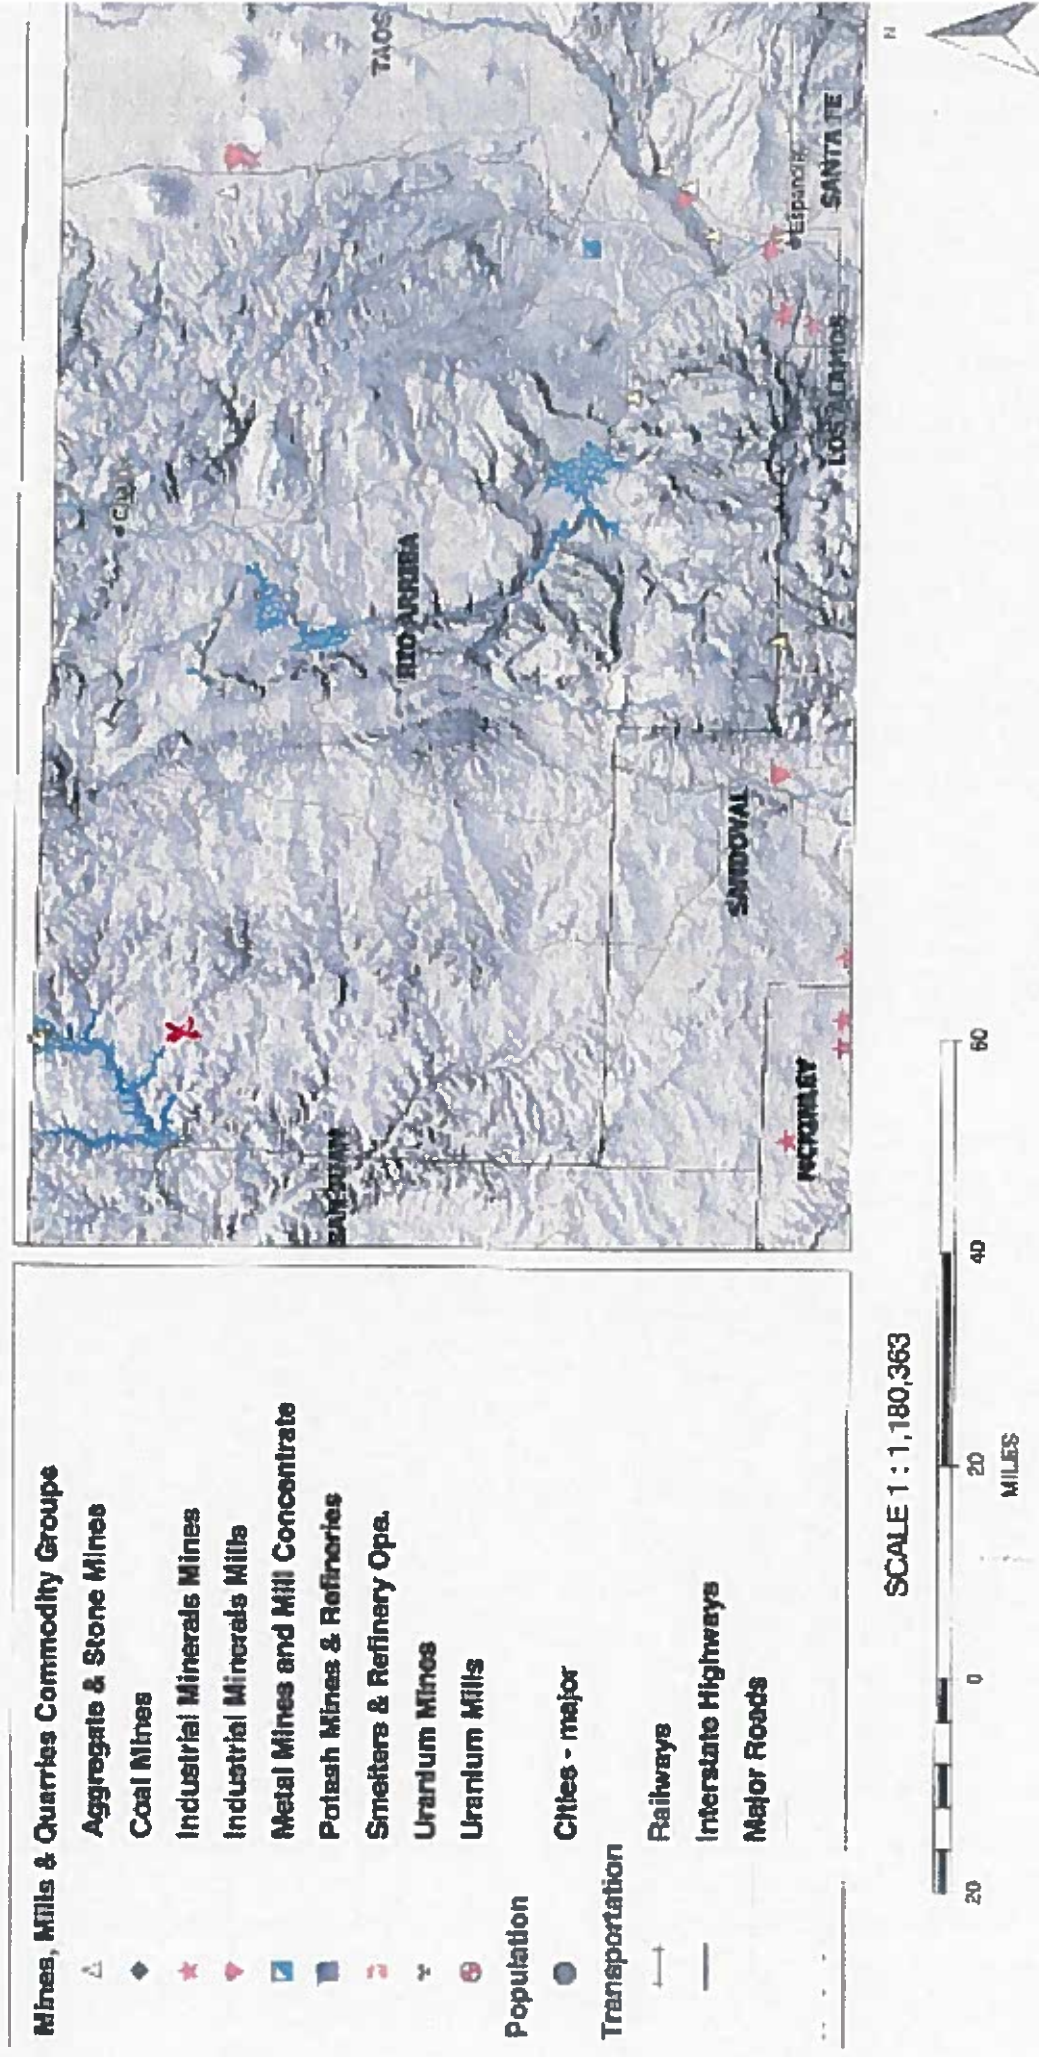 Mines, Mills & Quarries Commodity Groups
Aggregate & Stone Mines
Coal Mines
Industrial Minerals Mines
Industrial Minerals Mills
Metal Mines and Mill Concentrate
Potash Mines & Refineries
Smelters & Refinery Ops.
Uranium Mines
Uranium Mills
Population
Cities - major
Transportation
Railways
Interstate Highways
Major Roads
SAN JUAN
RIO ARRIBA
TAOS
SANDOVAL
MCKINLEY
LOS ALAMOS
SANTA FE
Espanola
N
SCALE 1 : 1,180,363
20 0 20 40 60
MILES